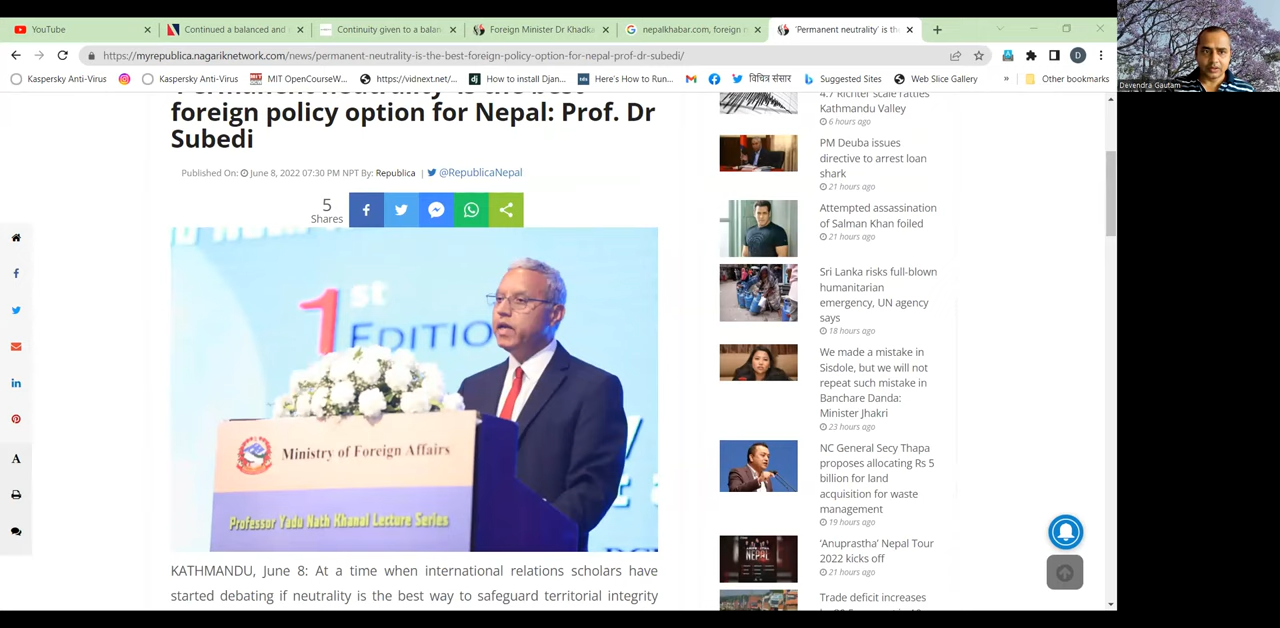 YouTube
Continued a balanced and
Continuity given to a balan
Foreign Minister Dr Khadka
nepalkhabar.com, foreign
'Permanent neutrality' is th
https://myrepublica.nagariknetwork.com/news/permanent-neutrality-is-the-best-foreign-policy-option-for-nepal-prof-dr-subedi/
D
Kaspersky Anti-Virus
Kaspersky Anti-Virus
MIT OpenCourseW...
https://vidnext.net/...
How to install Djan...
Here's How to Run...
विचित्र संसार
Suggested Sites
Web Slice Gallery
»
Other bookmarks
Devendra Gautam
'Permanent neutrality' is the best
foreign policy option for Nepal: Prof. Dr
Subedi
Published On: June 8, 2022 07:30 PM NPT By: Republica | @RepublicaNepal
5
Shares
1st
EDITIO
Ministry of Foreign Affairs
Professor Yadu Nath Khanal Lecture Series
KATHMANDU, June 8: At a time when international relations scholars have
started debating if neutrality is the best way to safeguard territorial integrity
A
4.7 Richter Scale rattles
Kathmandu Valley
6 hours ago
PM Deuba issues
directive to arrest loan
shark
21 hours ago
Attempted assassination
of Salman Khan foiled
21 hours ago
Sri Lanka risks full-blown
humanitarian
emergency, UN agency
says
18 hours ago
We made a mistake in
Sisdole, but we will not
repeat such mistake in
Banchare Danda:
Minister Jhakri
23 hours ago
NC General Secy Thapa
proposes allocating Rs 5
billion for land
acquisition for waste
management
19 hours ago
NEPAL
'Anuprastha' Nepal Tour
2022 kicks off
21 hours ago
Trade deficit increases